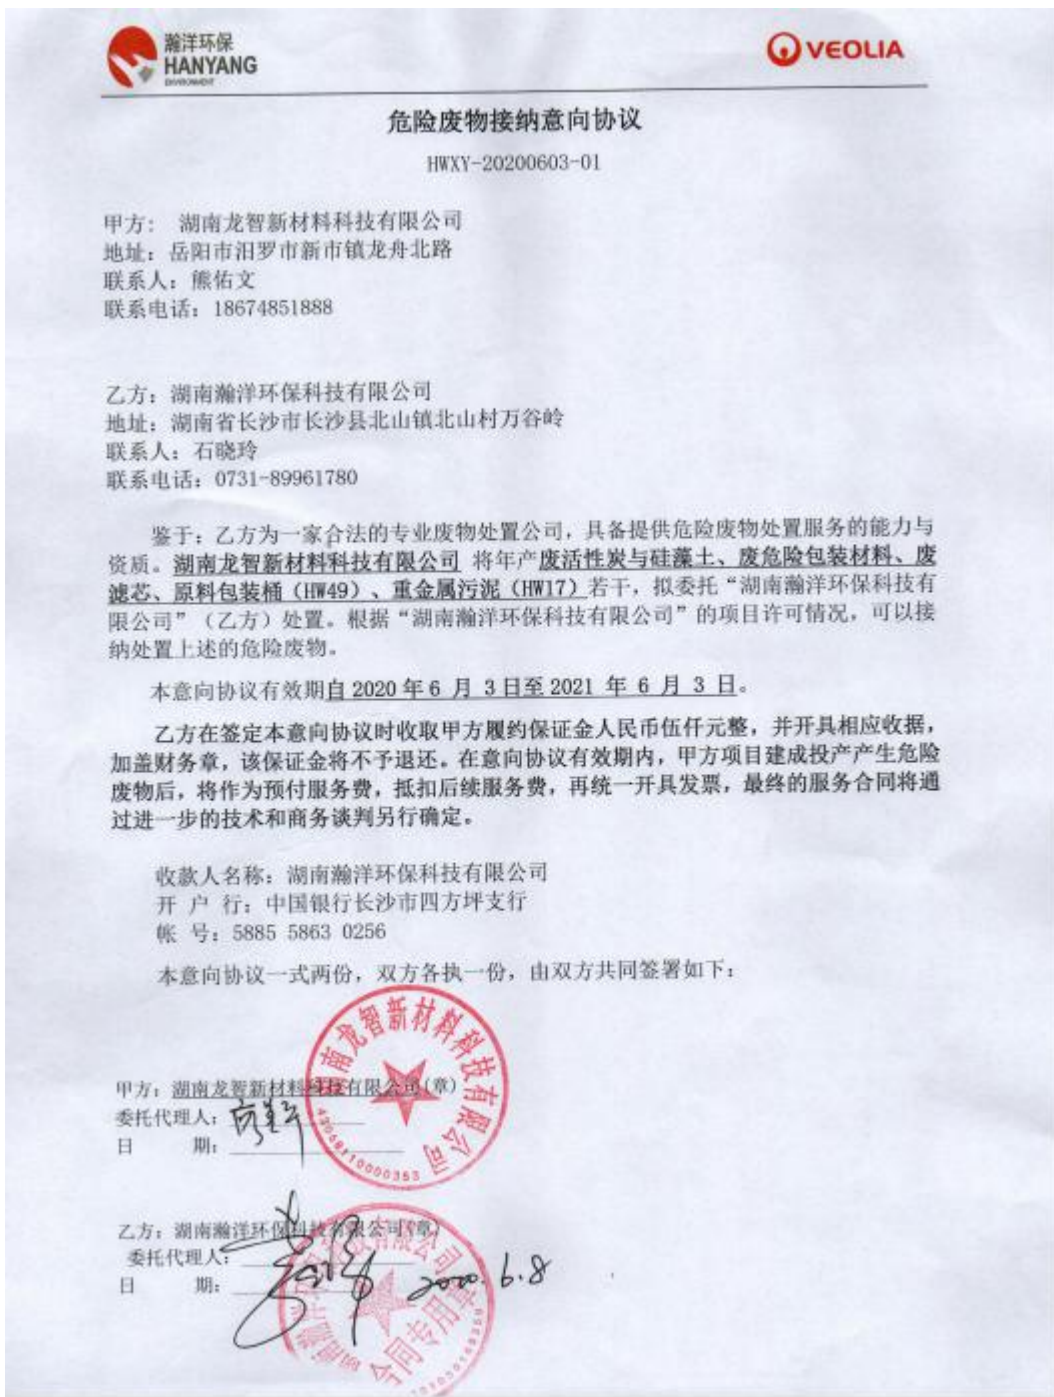 瀚洋环保
HANYANG
ENVIRONMENT
VEOLIA
危险废物接纳意向协议
HWXY-20200603-01
甲方： 湖南龙智新材料科技有限公司
地址：岳阳市汨罗市新市镇龙舟北路
联系人：熊佑文
联系电话：18674851888
乙方：湖南瀚洋环保科技有限公司
地址：湖南省长沙市长沙县北山镇北山村万谷岭
联系人：石晓玲
联系电话：0731-89961780
鉴于：乙方为一家合法的专业废物处置公司，具备提供危险废物处置服务的能力与
资质。湖南龙智新材料科技有限公司 将年产废活性炭与硅藻土、废危险包装材料、废
滤芯、原料包装桶（HW49）、重金属污泥（HW17）若干，拟委托“湖南瀚洋环保科技有
限公司”（乙方）处置。根据“湖南瀚洋环保科技有限公司”的项目许可情况，可以接
纳处置上述的危险废物。
本意向协议有效期自 2020 年 6 月 3 日至 2021 年 6 月 3 日。
乙方在签定本意向协议时收取甲方履约保证金人民币伍仟元整，并开具相应收据，
加盖财务章，该保证金将不予退还。在意向协议有效期内，甲方项目建成投产产生危险
废物后，将作为预付服务费，抵扣后续服务费，再统一开具发票，最终的服务合同将通
过进一步的技术和商务谈判另行确定。
收款人名称：湖南瀚洋环保科技有限公司
开 户 行：中国银行长沙市四方坪支行
帐 号：5885 5863 0256
本意向协议一式两份，双方各执一份，由双方共同签署如下：
湖南龙智新材料科技有限公司
甲方：湖南龙智新材料科技有限公司(章)
委托代理人：
日 期：
乙方：湖南瀚洋环保科技有限公司(章)
委托代理人：
日 期： 2020.6.8
合同专用章